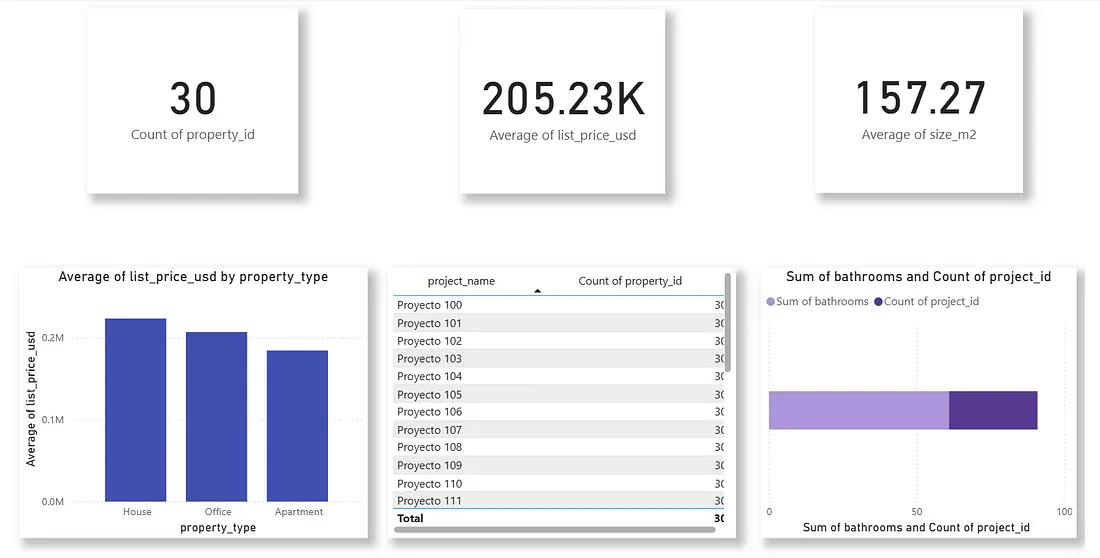 30
Count of property_id
205.23K
Average of list_price_usd
157.27
Average of size_m2
Average of list_price_usd by property_type
Average of list_price_usd
0.2M
0.1M
0.0M
House Office Apartment
property_type
project_name Count of property_id
Proyecto 100 30
Proyecto 101 30
Proyecto 102 30
Proyecto 103 30
Proyecto 104 30
Proyecto 105 30
Proyecto 106 30
Proyecto 107 30
Proyecto 108 30
Proyecto 109 30
Proyecto 110 30
Proyecto 111 30
Total 30
Sum of bathrooms and Count of project_id
Sum of bathrooms Count of project_id
0 50 100
Sum of bathrooms and Count of project_id